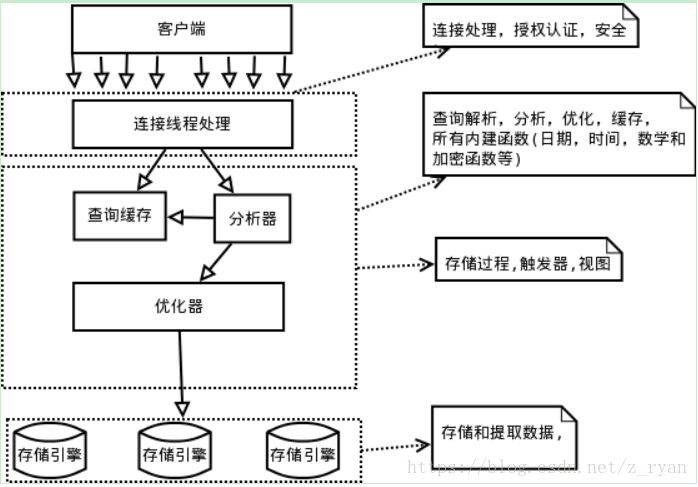 客户端
连接处理，授权认证，安全
连接线程处理
查询解析，分析，优化，缓存，
所有内建函数(日期，时间，数学和
加密函数等)
查询缓存
分析器
存储过程,触发器,视图
优化器
存储和提取数据，
存储引擎
存储引擎
存储引擎
https://blog.csdn.net/z_ryan